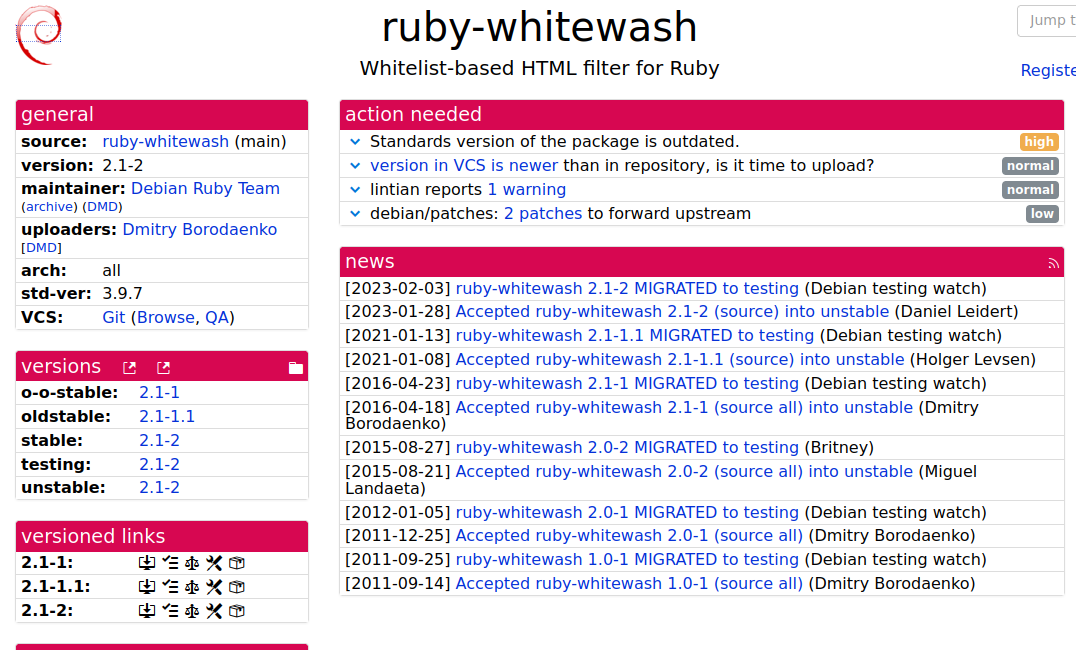 ruby-whitewash
Whitelist-based HTML filter for Ruby
Jump t
Registe
general
source: ruby-whitewash (main)
version: 2.1-2
maintainer: Debian Ruby Team
(archive) (DMD)
uploaders: Dmitry Borodaenko
[DMD]
arch: all
std-ver: 3.9.7
VCS: Git (Browse, QA)
versions
o-o-stable: 2.1-1
oldstable: 2.1-1.1
stable: 2.1-2
testing: 2.1-2
unstable: 2.1-2
versioned links
2.1-1:
2.1-1.1:
2.1-2:
action needed
Standards version of the package is outdated. high
version in VCS is newer than in repository, is it time to upload? normal
lintian reports 1 warning normal
debian/patches: 2 patches to forward upstream low
news
[2023-02-03] ruby-whitewash 2.1-2 MIGRATED to testing (Debian testing watch)
[2023-01-28] Accepted ruby-whitewash 2.1-2 (source) into unstable (Daniel Leidert)
[2021-01-13] ruby-whitewash 2.1-1.1 MIGRATED to testing (Debian testing watch)
[2021-01-08] Accepted ruby-whitewash 2.1-1.1 (source) into unstable (Holger Levsen)
[2016-04-23] ruby-whitewash 2.1-1 MIGRATED to testing (Debian testing watch)
[2016-04-18] Accepted ruby-whitewash 2.1-1 (source all) into unstable (Dmitry
Borodaenko)
[2015-08-27] ruby-whitewash 2.0-2 MIGRATED to testing (Britney)
[2015-08-21] Accepted ruby-whitewash 2.0-2 (source all) into unstable (Miguel
Landaeta)
[2012-01-05] ruby-whitewash 2.0-1 MIGRATED to testing (Debian testing watch)
[2011-12-25] Accepted ruby-whitewash 2.0-1 (source all) (Dmitry Borodaenko)
[2011-09-25] ruby-whitewash 1.0-1 MIGRATED to testing (Debian testing watch)
[2011-09-14] Accepted ruby-whitewash 1.0-1 (source all) (Dmitry Borodaenko)